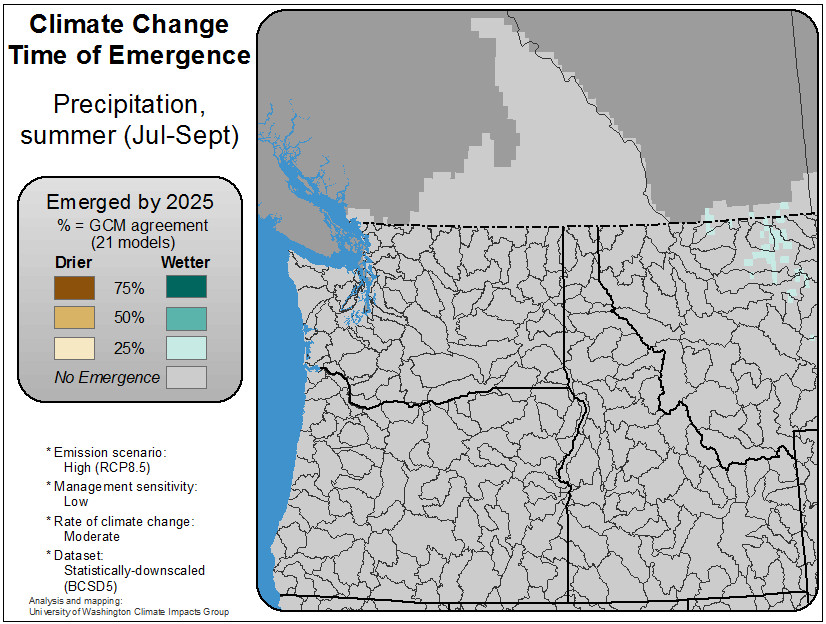 Climate Change
Time of Emergence
Precipitation,
summer (Jul-Sept)
Emerged by 2025
% = GCM agreement
(21 models)
Drier Wetter
75%
50%
25%
No Emergence
* Emission scenario:
High (RCP8.5)
* Management sensitivity:
Low
* Rate of climate change:
Moderate
* Dataset:
Statistically-downscaled
(BCSD5)
Analysis and mapping:
University of Washington Climate Impacts Group